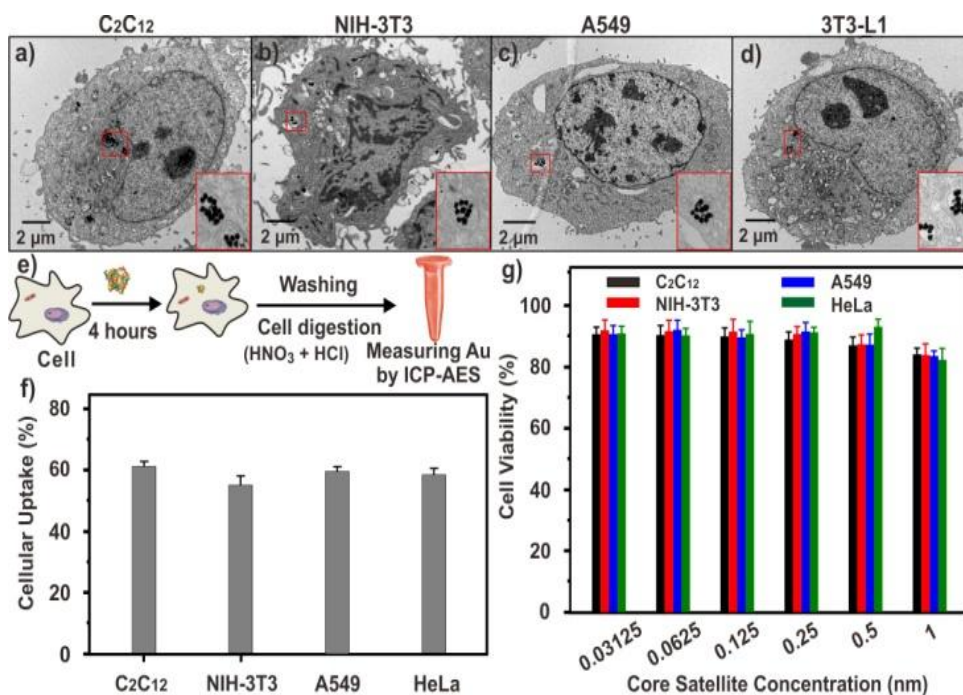 C₂C₁₂ NIH-3T3 A549 3T3-L1
a) b) c) d)
2 μm 2 μm 2 μm 2 μm
e)
4 hours
Cell
Washing
Cell digestion
(HNO₃ + HCl)
Measuring Au
by ICP-AES
f)
Cellular Uptake (%)
80
60
40
20
0
C₂C₁₂ NIH-3T3 A549 HeLa
g)
C₂C₁₂ A549
NIH-3T3 HeLa
Cell Viability (%)
100
80
60
40
20
0
0.03125 0.0625 0.125 0.25 0.5 1
Core Satellite Concentration (nm)